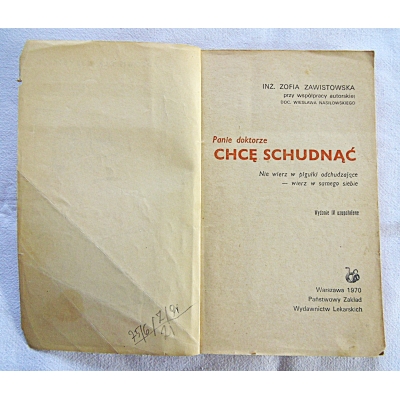 INŻ. ZOFIA ZAWISTOWSKA
przy współpracy autorskiej
DOC. WIESŁAWA NASIŁOWSKIEGO
Panie doktorze
CHCĘ SCHUDNĄĆ
Nie wierz w pigułki odchudzające
— wierz w samego siebie
Wydanie III uzupełnione
Warszawa 1970
Państwowy Zakład
Wydawnictw Lekarskich